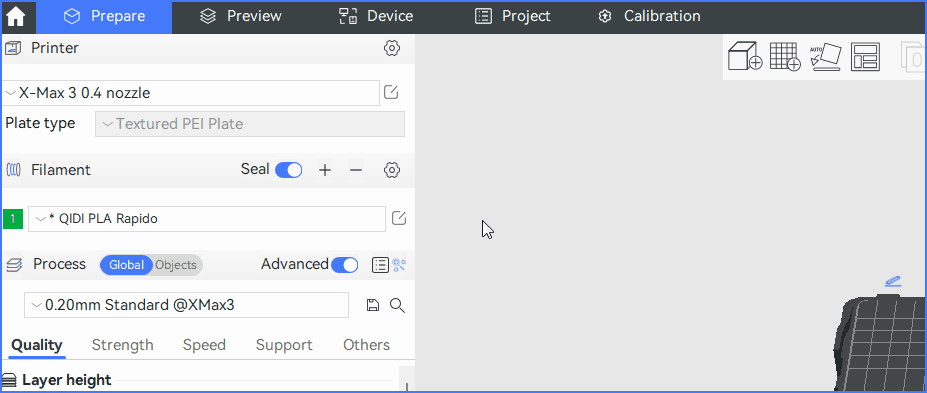 Prepare Preview Device Project Calibration
Printer
X-Max 3 0.4 nozzle
Plate type Textured PEI Plate
Filament Seal
1 * QIDI PLA Rapido
Process Global Objects Advanced
0.20mm Standard @XMax3
Quality Strength Speed Support Others
Layer height
AUTO